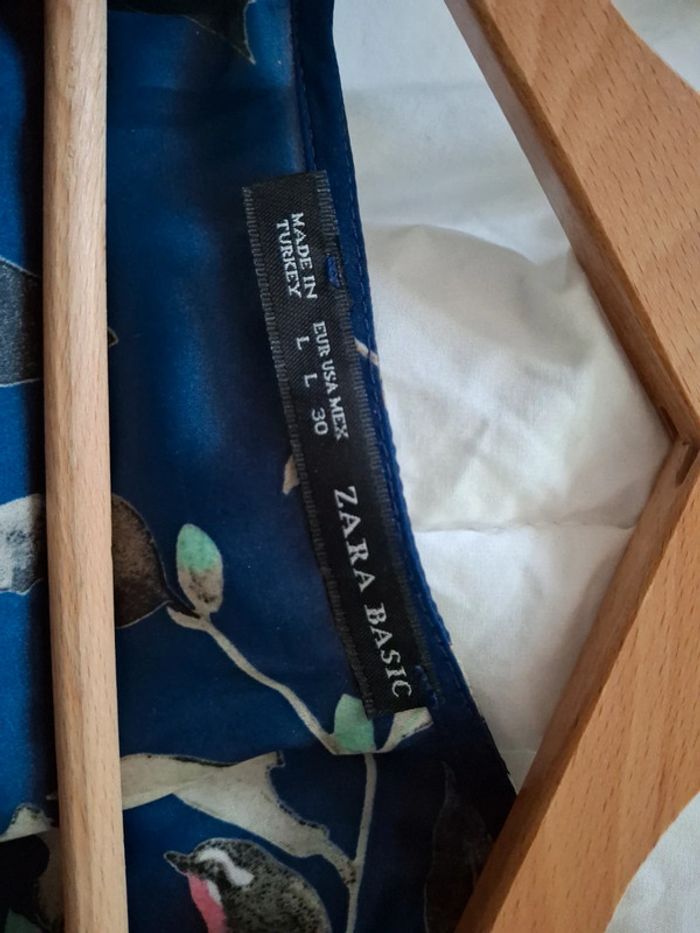 ZARA BASIC
EUR USA MEX
L L 30
MADE IN
TURKEY